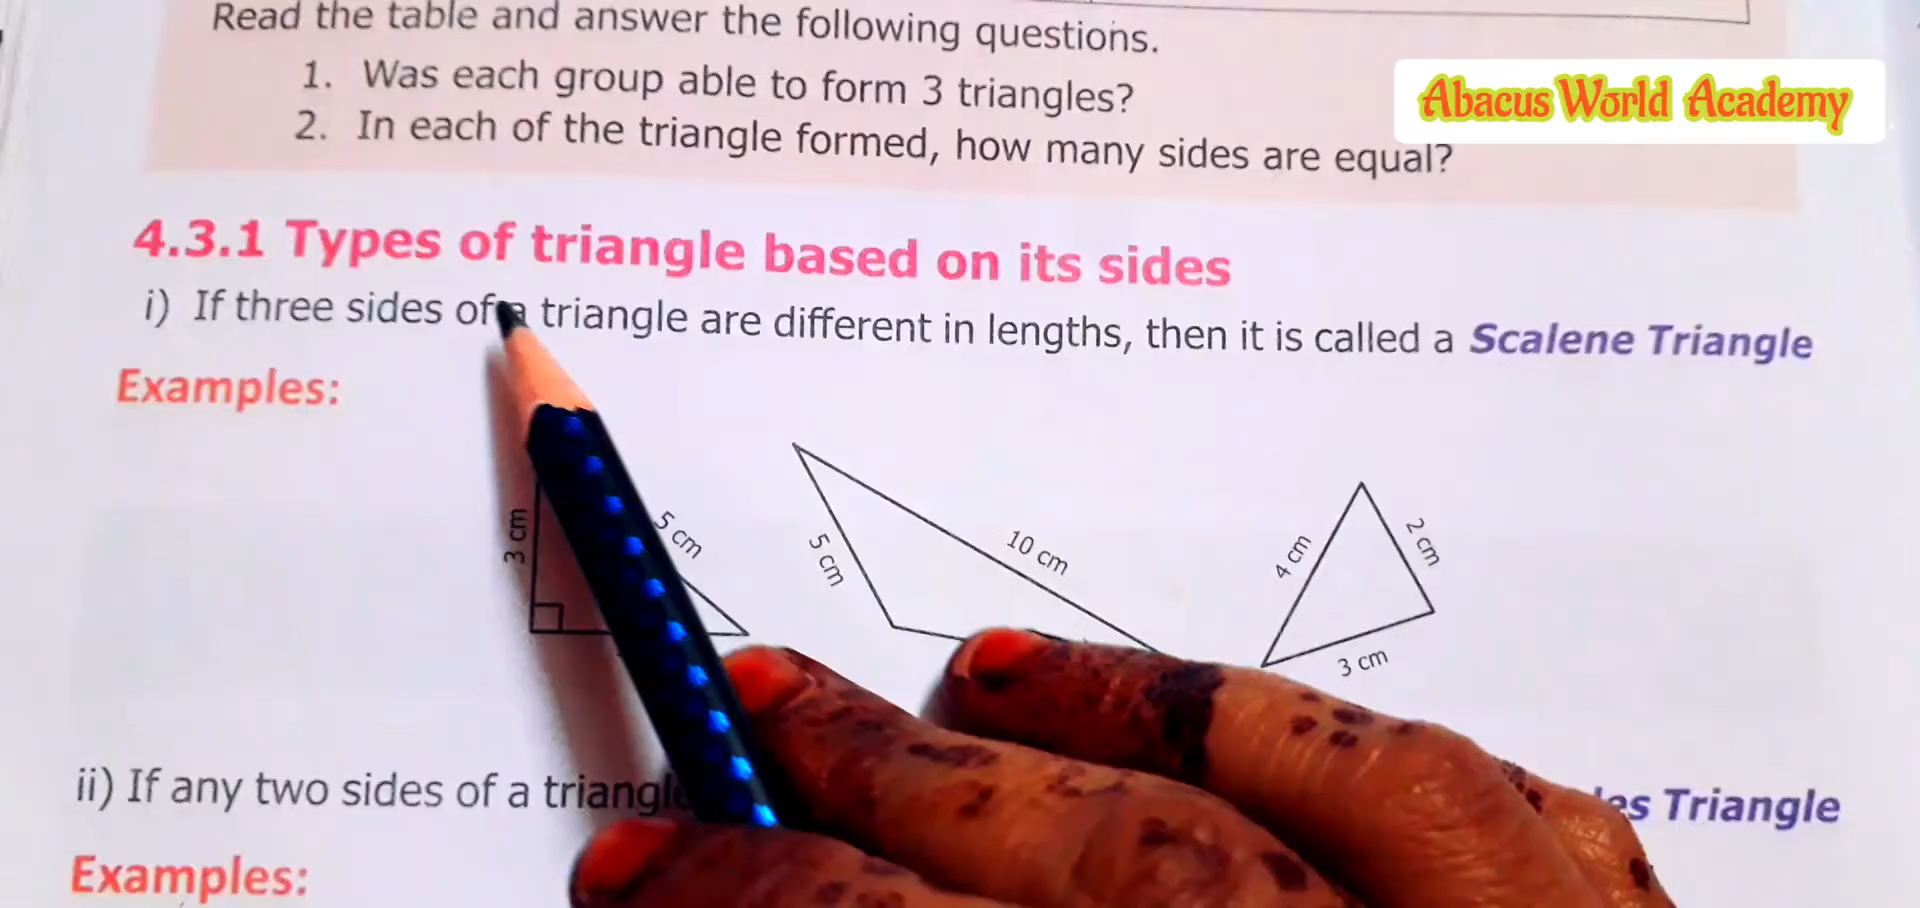 Read the table and answer the following questions.
1. Was each group able to form 3 triangles?
2. In each of the triangle formed, how many sides are equal?
Abacus World Academy
4.3.1 Types of triangle based on its sides
i) If three sides of a triangle are different in lengths, then it is called a Scalene Triangle
Examples:
3 cm
5 cm
5 cm
10 cm
4 cm
2 cm
3 cm
ii) If any two sides of a triangle
Triangle
Examples: